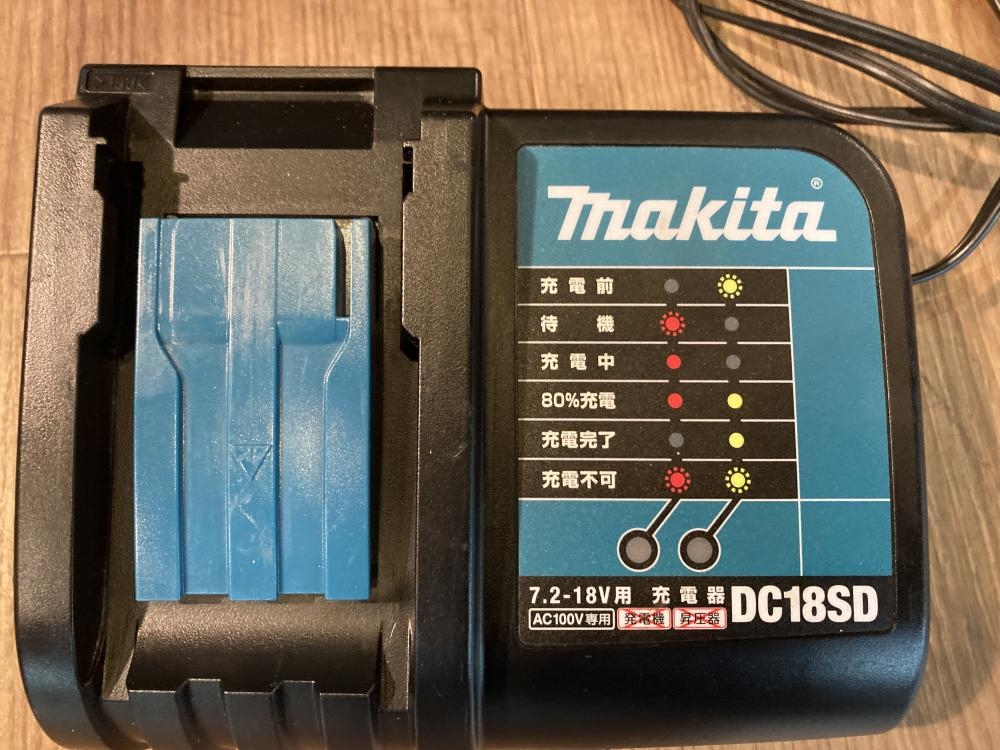 makita®
充電前
待機
充電中
80%充電
充電完了
充電不可
7.2-18V用 充電器 DC18SD
AC100V専用 発電機 昇圧器